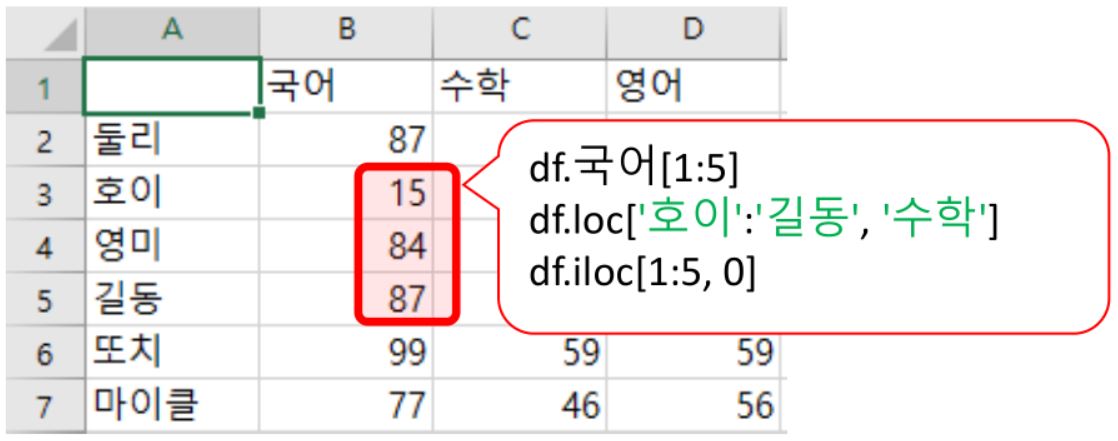 A B C D
1 국어 수학 영어
2 둘리 87
3 호이 15
4 영미 84
5 길동 87
6 또치 99 59 59
7 마이클 77 46 56
df.국어[1:5]
df.loc['호이':'길동', '수학']
df.iloc[1:5, 0]